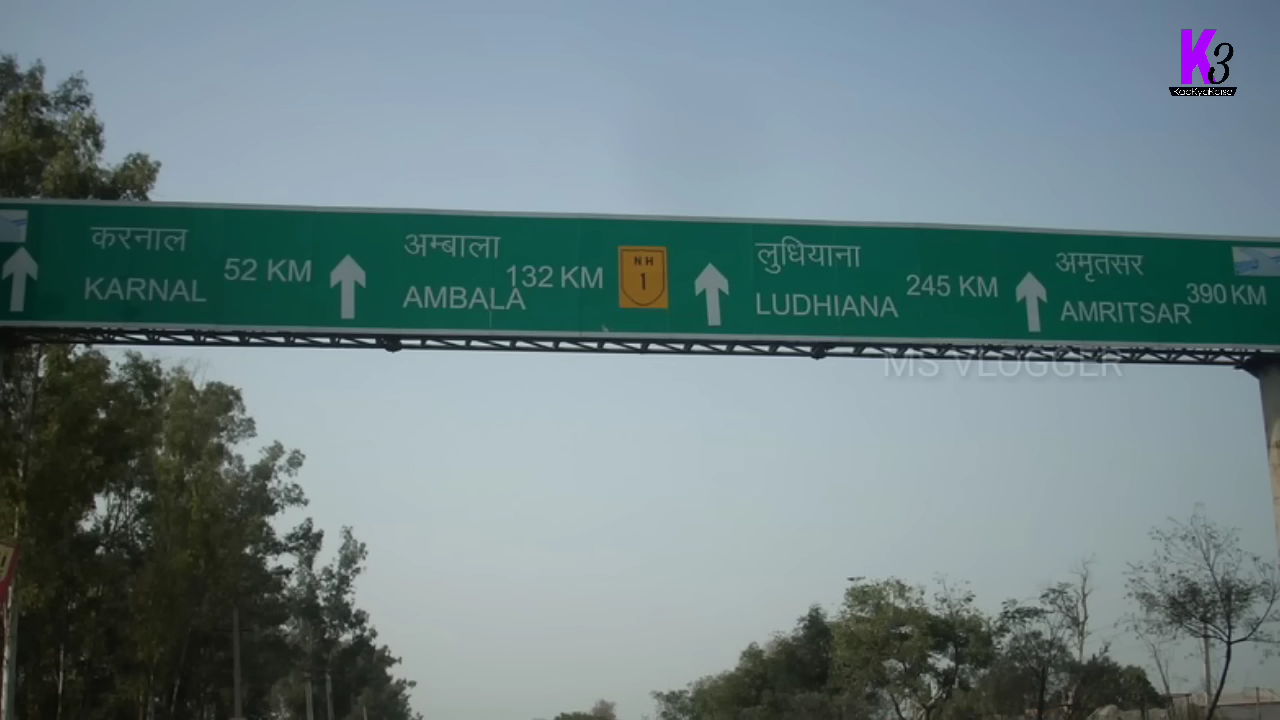 K3
KaoKyaKarsa
करनाल
KARNAL
52 KM
अम्बाला
AMBALA
132 KM
NH
1
लुधियाना
LUDHIANA
245 KM
अमृतसर
AMRITSAR
390 KM
MS VLOGGER